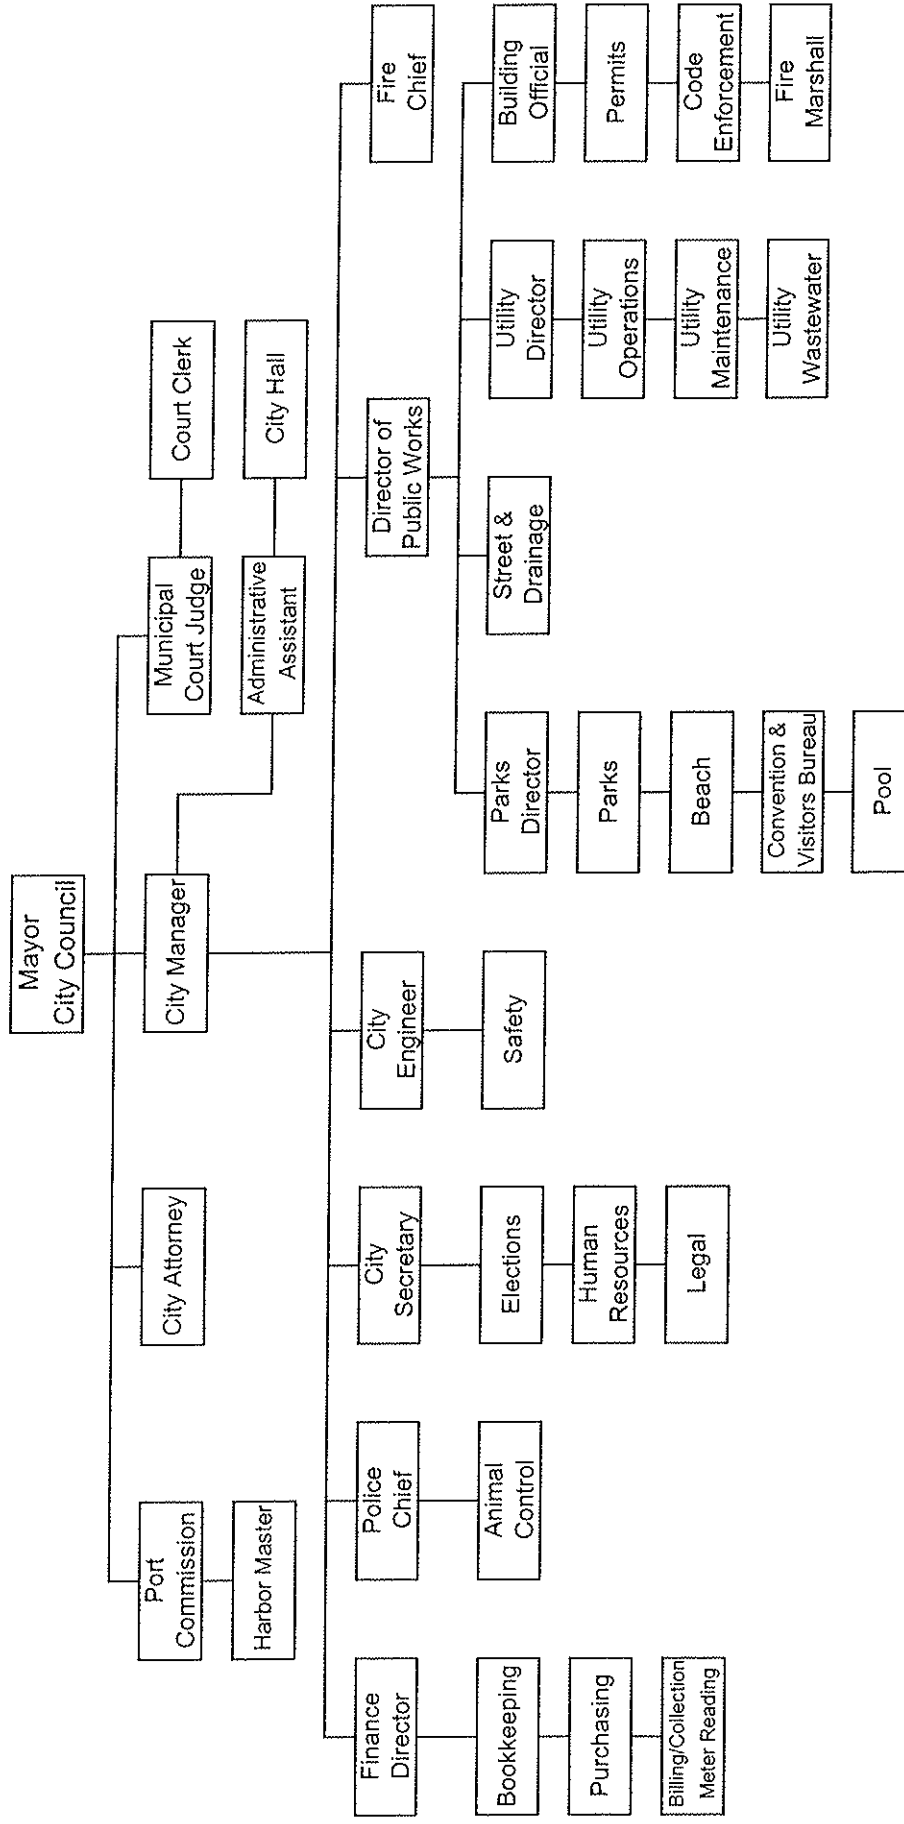 Mayor
City Council
Port
Commission
City Attorney
City Manager
Municipal
Court Judge
Court Clerk
Harbor Master
Administrative
Assistant
City Hall
Finance
Director
Police
Chief
City
Secretary
City
Engineer
Director of
Public Works
Fire
Chief
Bookkeeping
Purchasing
Billing/Collection
Meter Reading
Animal
Control
Elections
Human
Resources
Legal
Safety
Parks
Director
Parks
Beach
Convention &
Visitors Bureau
Pool
Street &
Drainage
Utility
Director
Utility
Operations
Utility
Maintenance
Utility
Wastewater
Building
Official
Permits
Code
Enforcement
Fire
Marshall